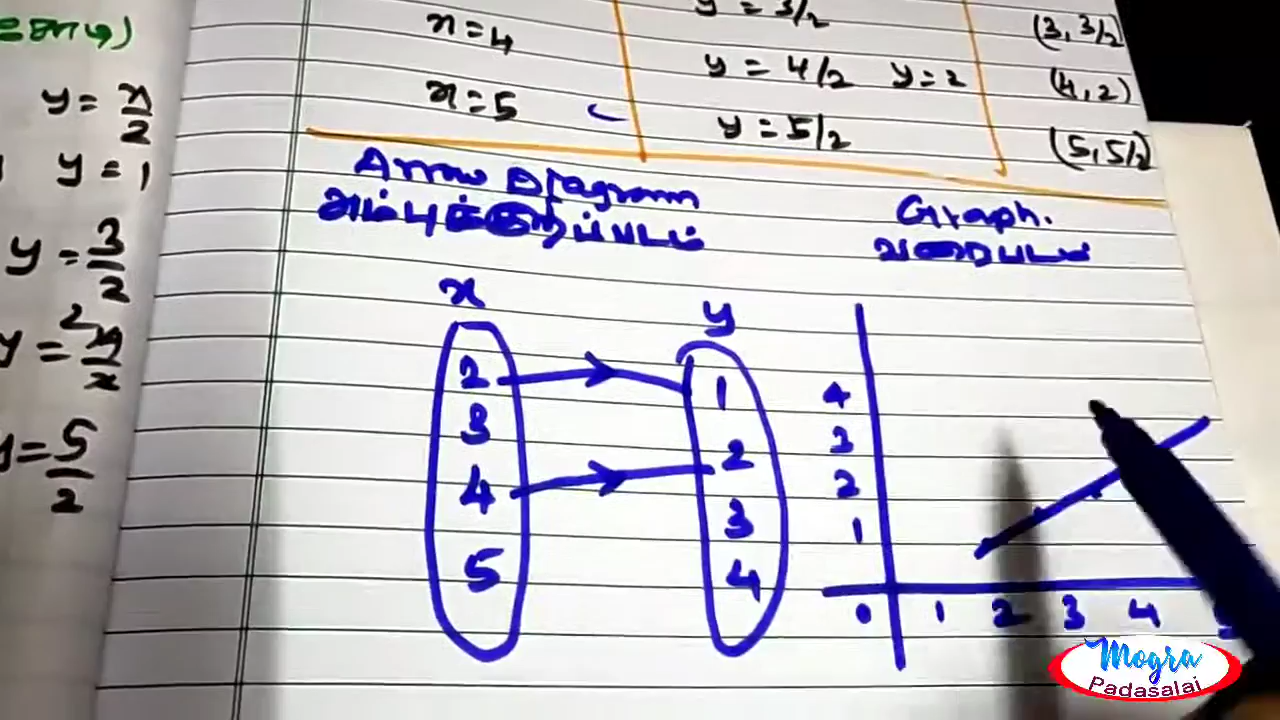 y = x/2
y = 1
y = 3/2
y = 5/2
x = 4
x = 5
y = 3/2
y = 4/2 y = 2
y = 5/2
(3, 3/2)
(4, 2)
(5, 5/2)
Arrow Diagram
அம்புக்குறிப்படம்
x
2
3
4
5
y
1
2
3
4
Graph.
வரைபடம்
4
3
2
1
0 1 2 3 4 5
Mogra
Padasalai